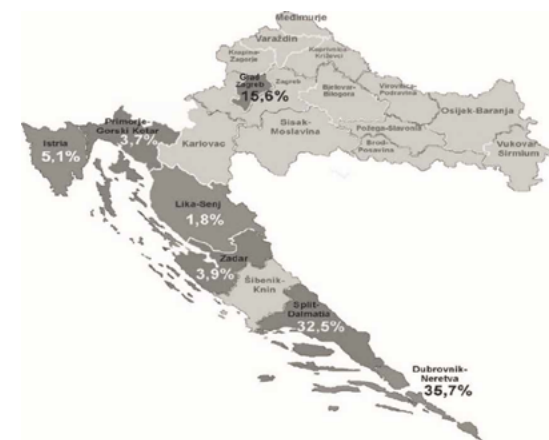 Međimurje
Varaždin
Krapina-
Zagorje
Koprivnica-
Križevci
Grad
Zagreb
15,6%
Zagreb
Bjelovar-
Bilogora
Virovitica-
Podravina
Osijek-Baranja
Primorje-
Gorski Kotar
3,7%
Istria
5,1%
Karlovac
Sisak-
Moslavina
Požega-Slavonia
Brod-
Posavina
Vukovar-
Sirmium
Lika-Senj
1,8%
Zadar
3,9%
Šibenik-
Knin
Split-
Dalmatia
32,5%
Dubrovnik-
Neretva
35,7%